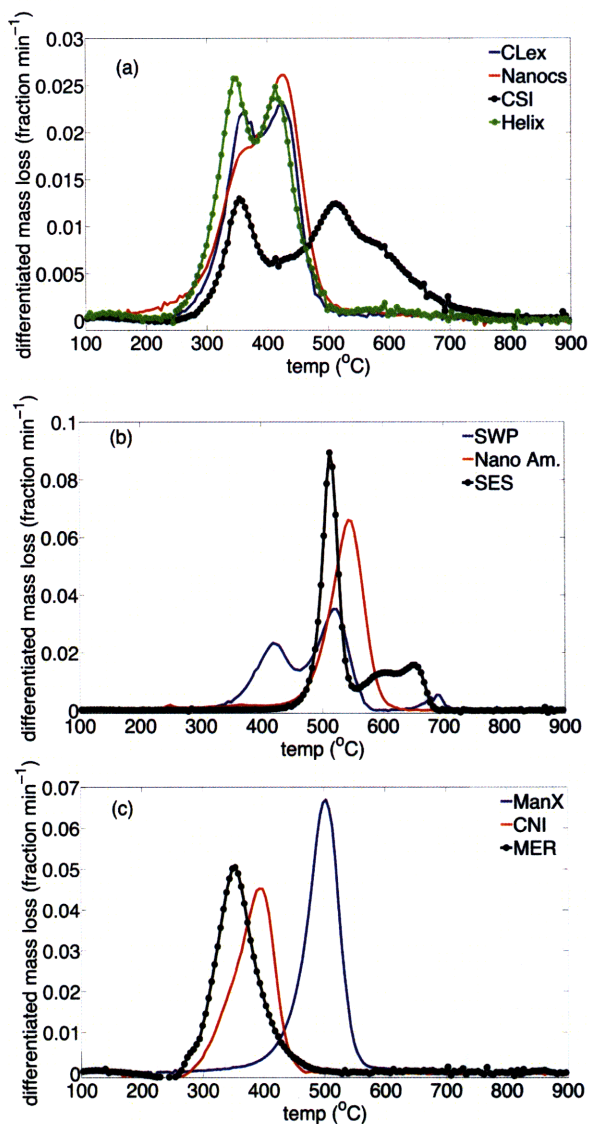 (a)
CLex
Nanocs
CSI
Helix
differentiated mass loss (fraction min⁻¹)
0.03
0.025
0.02
0.015
0.01
0.005
0
100 200 300 400 500 600 700 800 900
temp (°C)
(b)
SWP
Nano Am.
SES
differentiated mass loss (fraction min⁻¹)
0.1
0.08
0.06
0.04
0.02
0
100 200 300 400 500 600 700 800 900
temp (°C)
(c)
ManX
CNI
MER
differentiated mass loss (fraction min⁻¹)
0.07
0.06
0.05
0.04
0.03
0.02
0.01
0
100 200 300 400 500 600 700 800 900
temp (°C)